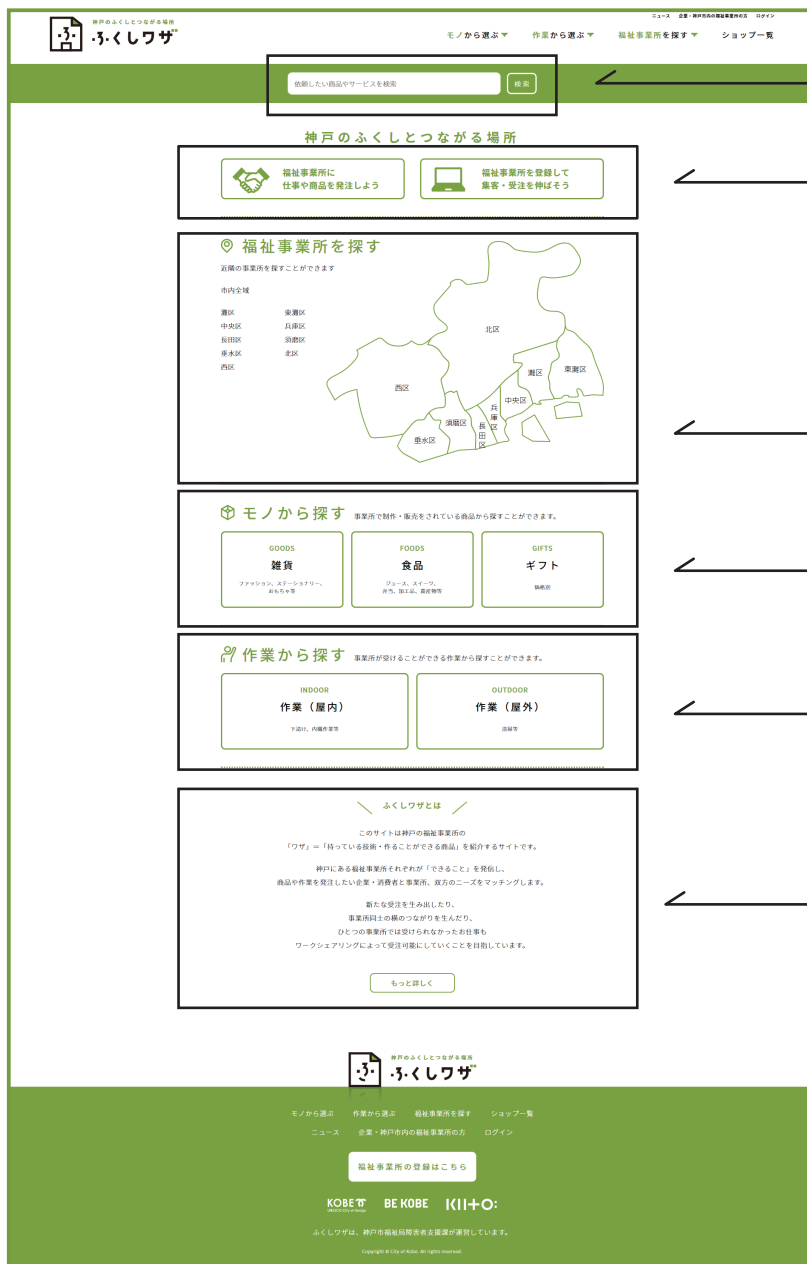 ニュース 企業・神戸市内の福祉事業所の方 ログイン
神戸のふくしとつながる場所
ふくしワザ
モノから選ぶ 作業から選ぶ 福祉事業所を探す ショップ一覧
依頼したい商品やサービスを検索 検索
神戸のふくしとつながる場所
福祉事業所に
仕事や商品を発注しよう
福祉事業所を登録して
集客・受注を伸ばそう
福祉事業所を探す
近隣の事業所を探すことができます
市内全域
灘区 東灘区
中央区 兵庫区
長田区 須磨区
垂水区 北区
西区
北区
東灘区
灘区
西区
中央区
兵庫区
須磨区
長田区
垂水区
モノから探す 事業所で制作・販売をされている商品から探すことができます。
GOODS
雑貨
ファッション、ステーショナリー、
おもちゃ等
FOODS
食品
ジュース、スイーツ、
弁当、加工品、農産物等
GIFTS
ギフト
価格別
作業から探す 事業所が受けることができる作業から探すことができます。
INDOOR
作業（屋内）
下請け、内職作業等
OUTDOOR
作業（屋外）
清掃等
ふくしワザとは
このサイトは神戸の福祉事業所の
「ワザ」＝「持っている技術・作ることができる商品」を紹介するサイトです。
神戸にある福祉事業所それぞれが「できること」を発信し、
商品や作業を発注したい企業・消費者と事業所、双方のニーズをマッチングします。
新たな受注を生み出したり、
事業所同士の横のつながりを生んだり、
ひとつの事業所では受けられなかったお仕事も
ワークシェアリングによって受注可能にしていくことを目指しています。
もっと詳しく
神戸のふくしとつながる場所
ふくしワザ
モノから選ぶ 作業から選ぶ 福祉事業所を探す ショップ一覧
ニュース 企業・神戸市内の福祉事業所の方 ログイン
福祉事業所の登録はこちら
KOBE BE KOBE KIITO:
UNESCO City of Design
ふくしワザは、神戸市福祉局障害者支援課が運営しています。
Copyright © City of Kobe. All rights reserved.